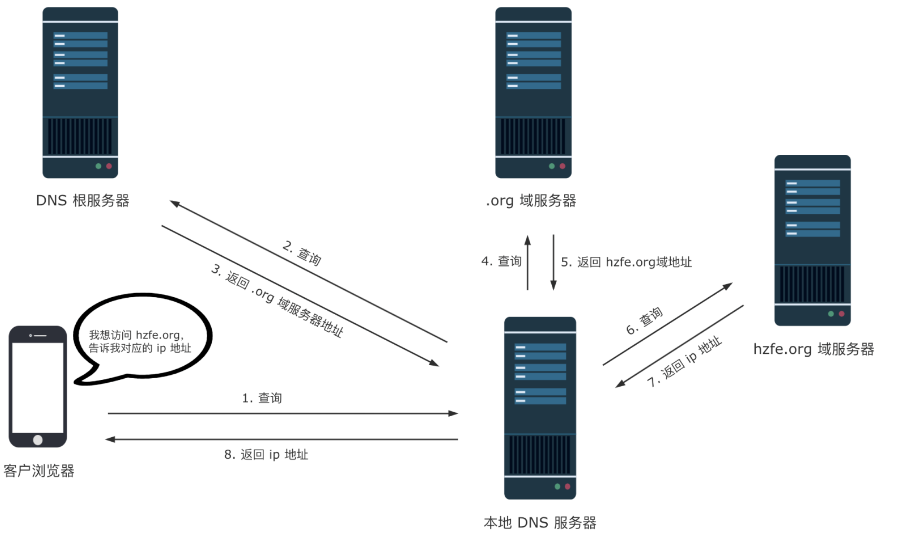 DNS 根服务器
.org 域服务器
2. 查询
3. 返回 .org 域服务器地址
4. 查询
5. 返回 hzfe.org域地址
6. 查询
7. 返回 ip 地址
hzfe.org 域服务器
我想访问 hzfe.org,
告诉我对应的 ip 地址
1. 查询
8. 返回 ip 地址
客户浏览器
本地 DNS 服务器